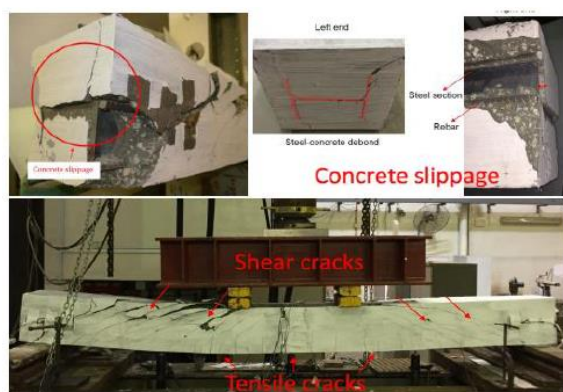 Left end
Steel section
Rebar
Concrete slippage
Steel-concrete debond
Concrete slippage
Shear cracks
Tensile cracks